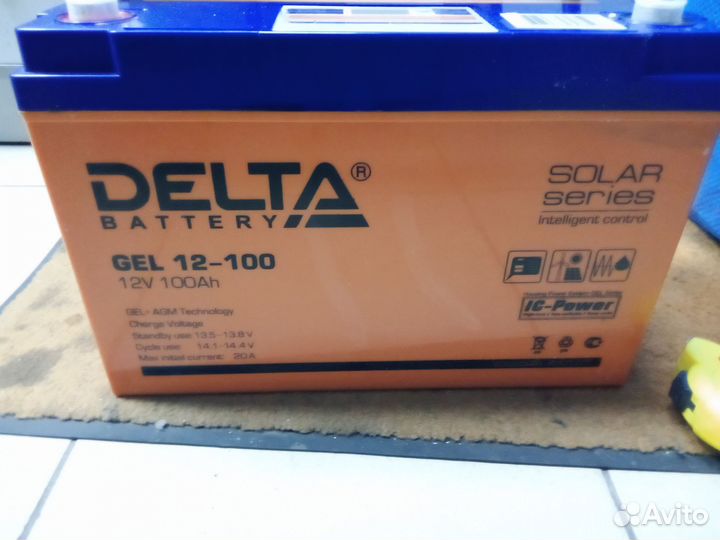 DELTA®
BATTERY
GEL 12-100
12V 100Ah
GEL+ AGM Technology
Charge Voltage
Standby use: 13.5-13.8 V
Cycle use: 14.1-14.4V
Max initial current: 20 A
SOLAR
series
Intelligent control
IC-Power
Avito